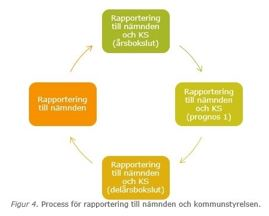 Rapportering
till nämnden
och KS
(årsbokslut)
Rapportering
till nämnden
och KS
(prognos 1)
Rapportering
till nämnden
och KS
(delårsbokslut)
Rapportering
till nämnden
Figur 4. Process för rapportering till nämnden och kommunstyrelsen.